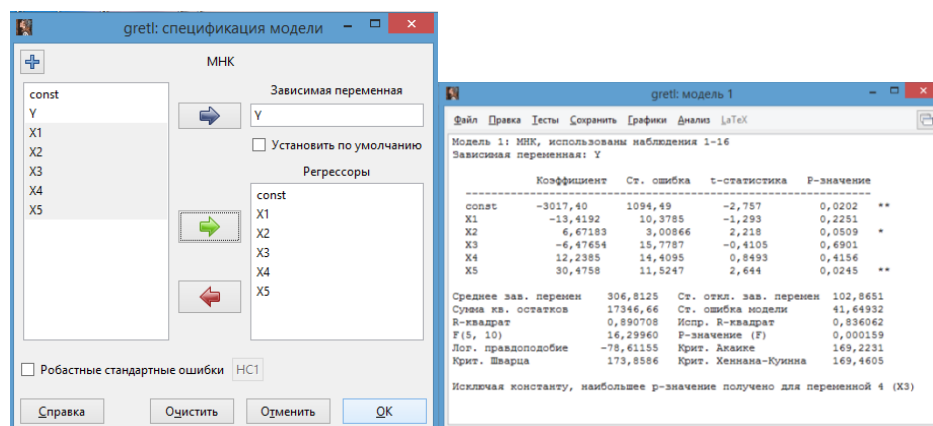 gretl: спецификация модели
МНК
const
Y
X1
X2
X3
X4
X5
Зависимая переменная
Y
Установить по умолчанию
Регрессоры
const
X1
X2
X3
X4
X5
Робастные стандартные ошибки HC1
Справка Очистить Отменить OK
gretl: модель 1
Файл Правка Тесты Сохранить Графики Анализ LaTeX
Модель 1: МНК, использованы наблюдения 1-16
Зависимая переменная: Y
Коэффициент Ст. ошибка t-статистика P-значение
const -3017,40 1094,49 -2,757 0,0202 **
X1 -13,4192 10,3785 -1,293 0,2251
X2 6,67183 3,00866 2,218 0,0509 *
X3 -6,47654 15,7787 -0,4105 0,6901
X4 12,2385 14,4095 0,8493 0,4156
X5 30,4758 11,5247 2,644 0,0245 **
Среднее зав. перемен 306,8125 Ст. откл. зав. перемен 102,8651
Сумма кв. остатков 17346,66 Ст. ошибка модели 41,64932
R-квадрат 0,890708 Испр. R-квадрат 0,836062
F(5, 10) 16,29960 P-значение (F) 0,000159
Лог. правдоподобие -78,61155 Крит. Акаике 169,2231
Крит. Шварца 173,8586 Крит. Хеннана-Куинна 169,4605
Исключая константу, наибольшее p-значение получено для переменной 4 (X3)